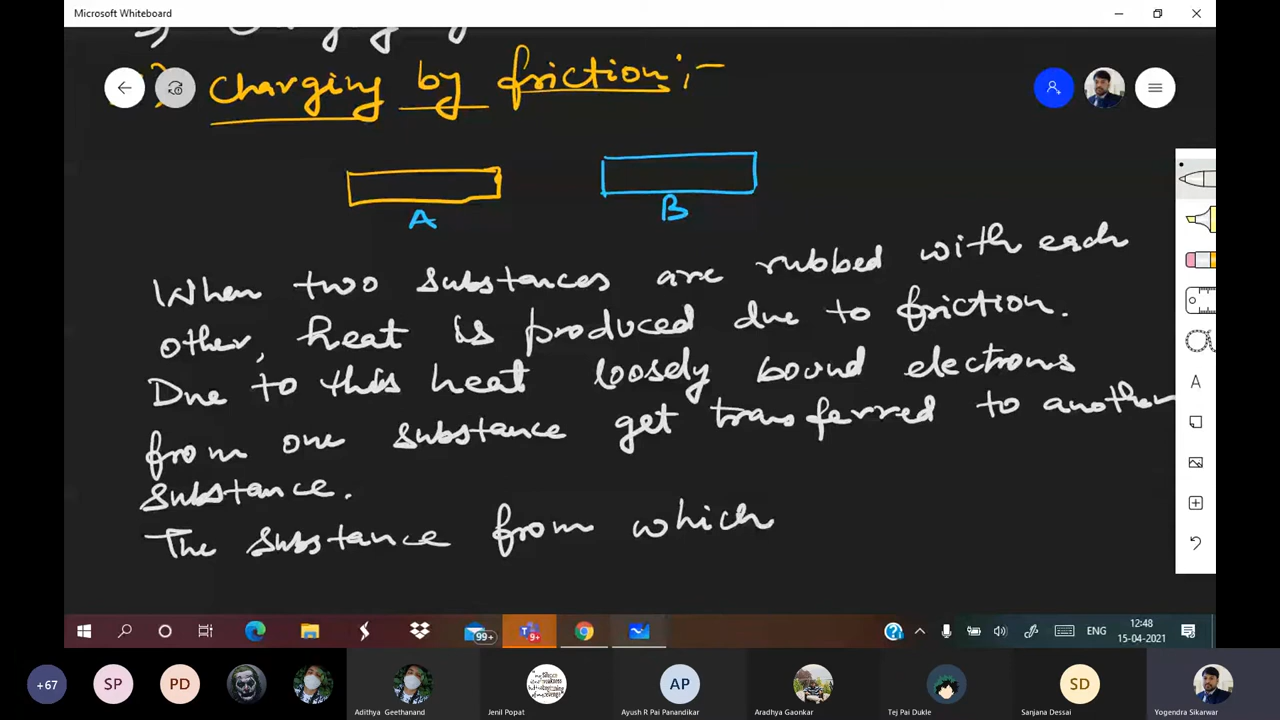 Microsoft Whiteboard
Charging by friction :-
A
B
When two substances are rubbed with each
other, heat is produced due to friction.
Due to this heat loosely bound electrons
from one substance get transferred to another
substance.
The substance from which
99+
9+
ENG
12:48
15-04-2021
+67
SP
PD
AP
SD
Adithya Geethanand
Jenil Popat
Ayush R Pai Panandikar
Aradhya Gaonkar
Tej Pai Dukle
Sanjana Dessai
Yogendra Sikarwar